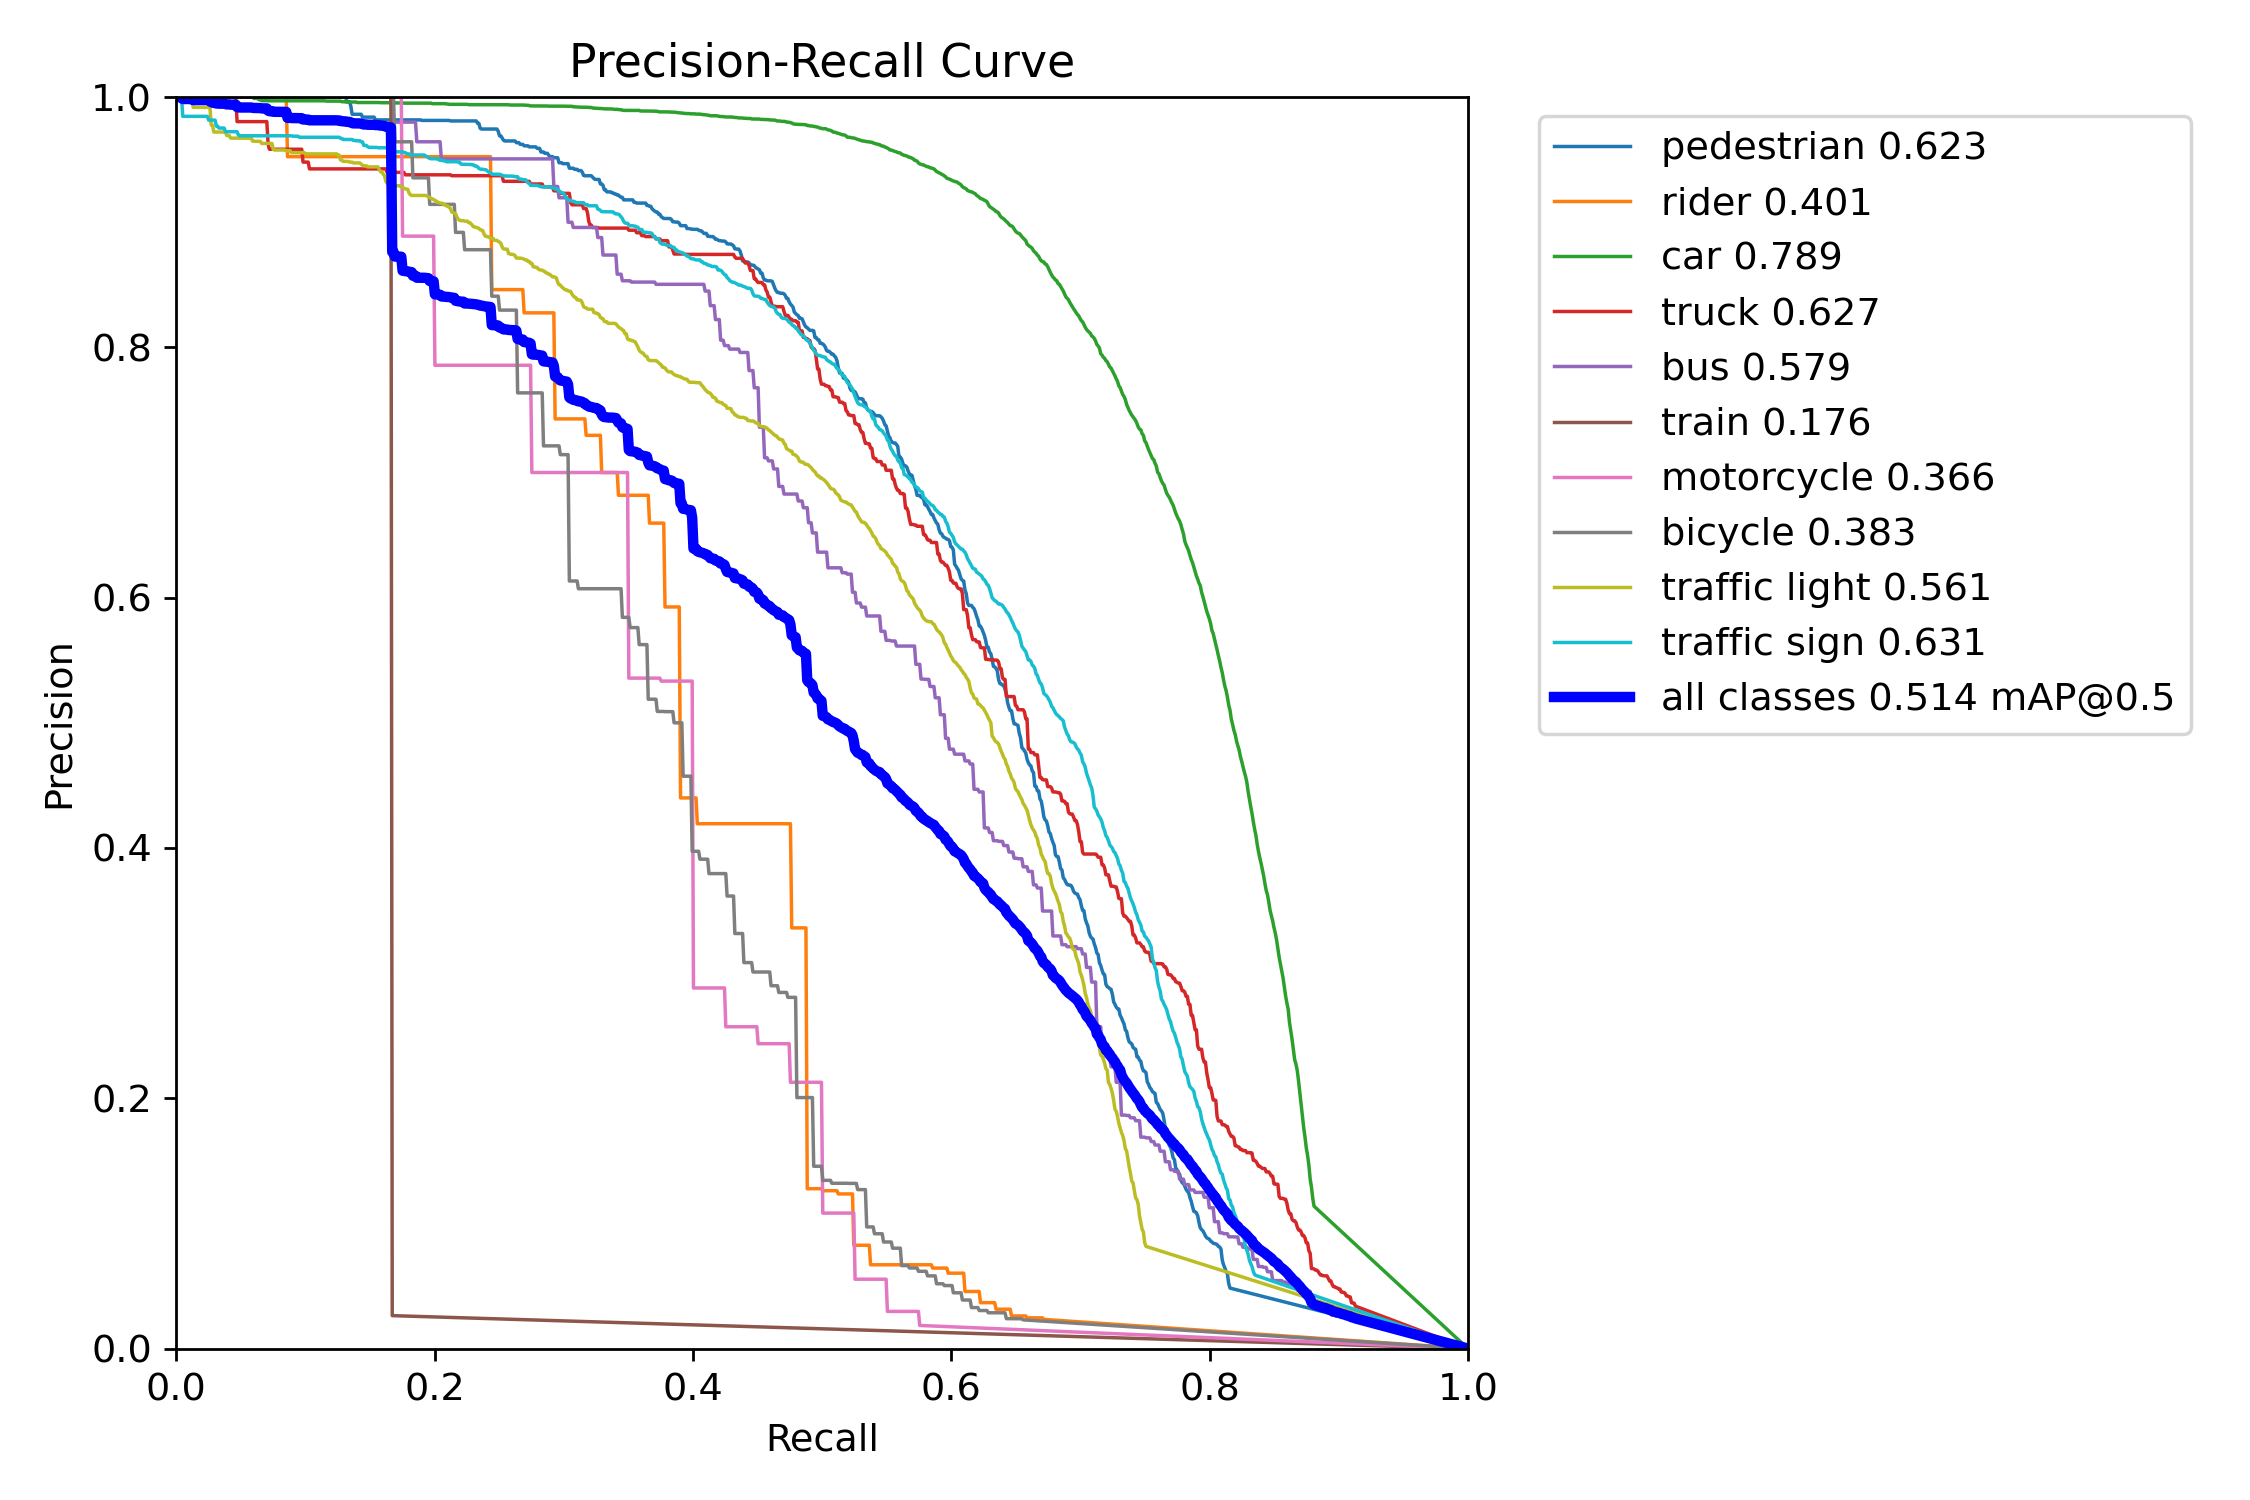 Precision-Recall Curve
1.0
0.8
0.6
0.4
0.2
0.0
Precision
0.0 0.2 0.4 0.6 0.8 1.0
Recall
pedestrian 0.623
rider 0.401
car 0.789
truck 0.627
bus 0.579
train 0.176
motorcycle 0.366
bicycle 0.383
traffic light 0.561
traffic sign 0.631
all classes 0.514 mAP@0.5